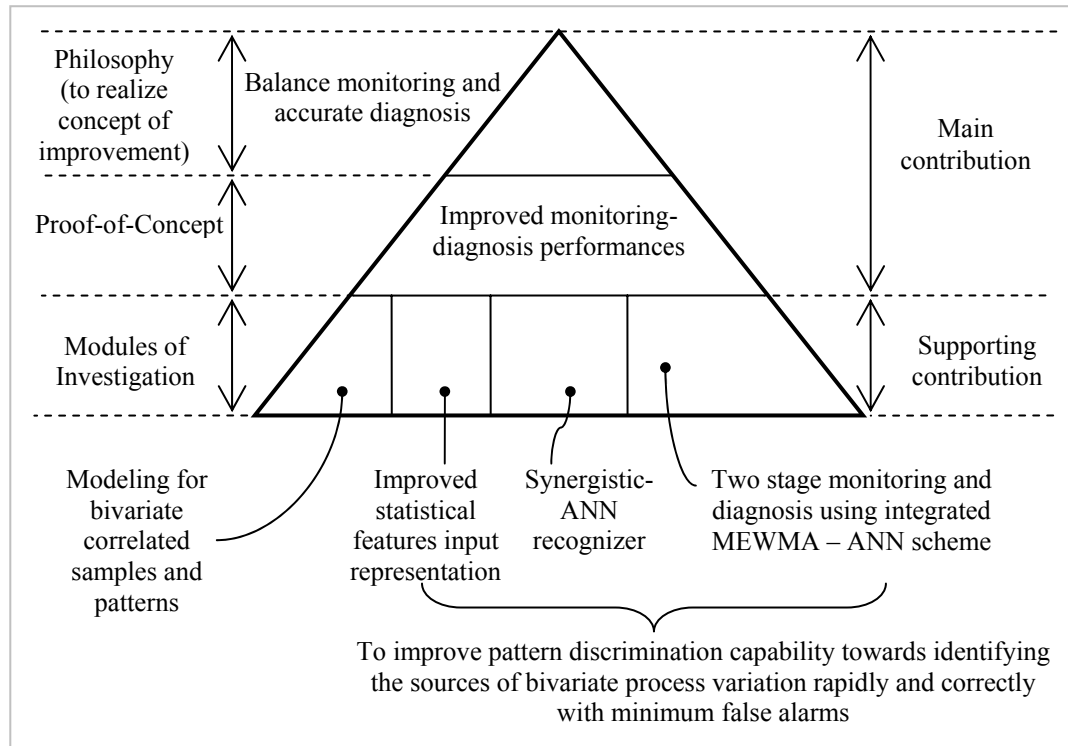 Philosophy
(to realize
concept of
improvement)
Balance monitoring and
accurate diagnosis
Main
contribution
Proof-of-Concept
Improved monitoring-
diagnosis performances
Modules of
Investigation
Supporting
contribution
Modeling for
bivariate
correlated
samples and
patterns
Improved
statistical
features input
representation
Synergistic-
ANN
recognizer
Two stage monitoring and
diagnosis using integrated
MEWMA – ANN scheme
To improve pattern discrimination capability towards identifying
the sources of bivariate process variation rapidly and correctly
with minimum false alarms